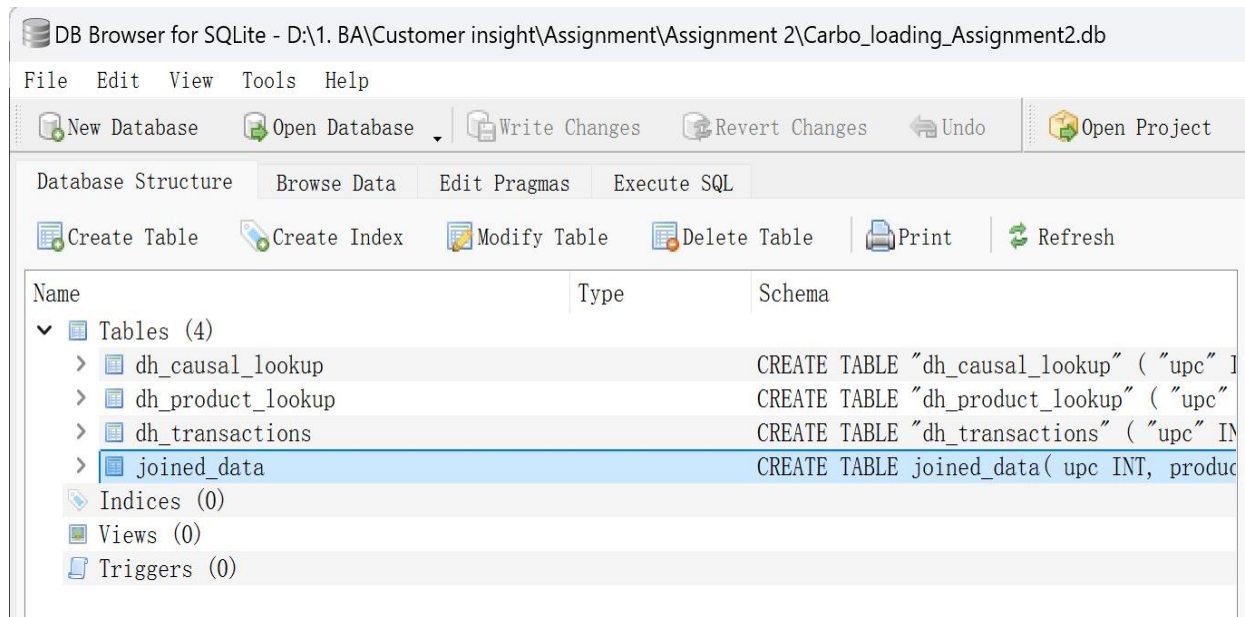 DB Browser for SQLite - D:\1. BA\Customer insight\Assignment\Assignment 2\Carbo_loading_Assignment2.db
File Edit View Tools Help
New Database Open Database Write Changes Revert Changes Undo Open Project
Database Structure Browse Data Edit Pragmas Execute SQL
Create Table Create Index Modify Table Delete Table Print Refresh
Name Type Schema
Tables (4)
dh_causal_lookup CREATE TABLE "dh_causal_lookup" ( "upc"
dh_product_lookup CREATE TABLE "dh_product_lookup" ( "upc"
dh_transactions CREATE TABLE "dh_transactions" ( "upc" IN
joined_data CREATE TABLE joined_data( upc INT, produc
Indices (0)
Views (0)
Triggers (0)